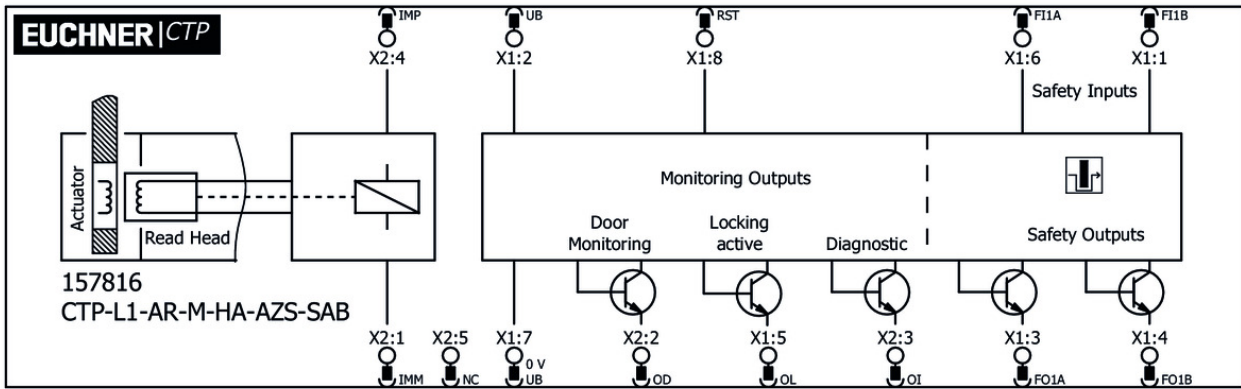 EUCHNER CTP
IMP UB RST FI1A FI1B
X2:4 X1:2 X1:8 X1:6 X1:1
Safety Inputs
Actuator
Read Head
Monitoring Outputs
Door
Monitoring
Locking
active
Diagnostic
Safety Outputs
157816
CTP-L1-AR-M-HA-AZS-SAB
X2:1 X2:5 X1:7 X2:2 X1:5 X2:3 X1:3 X1:4
0 V
IMM NC UB OD OL OI FO1A FO1B